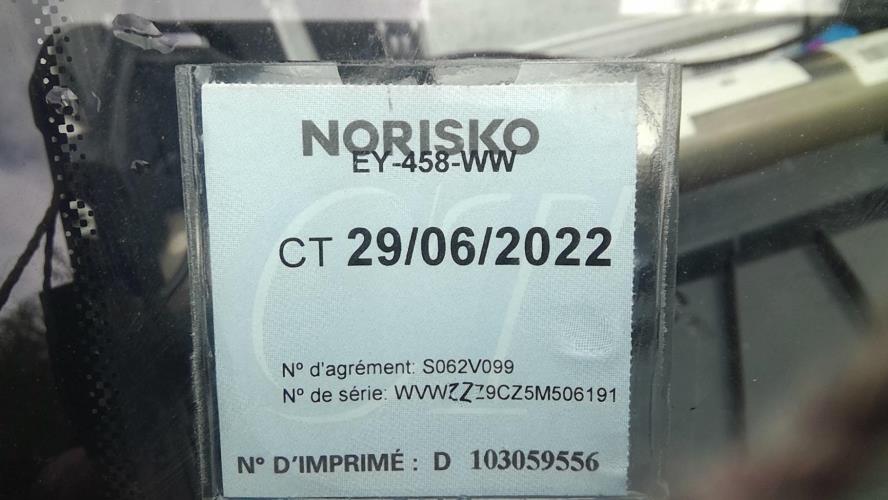 NORISKO
EY-458-WW
CT 29/06/2022
N° d'agrément: S062V099
N° de série: WVWZZZ9CZ5M506191
N° D'IMPRIMÉ : D 103059556